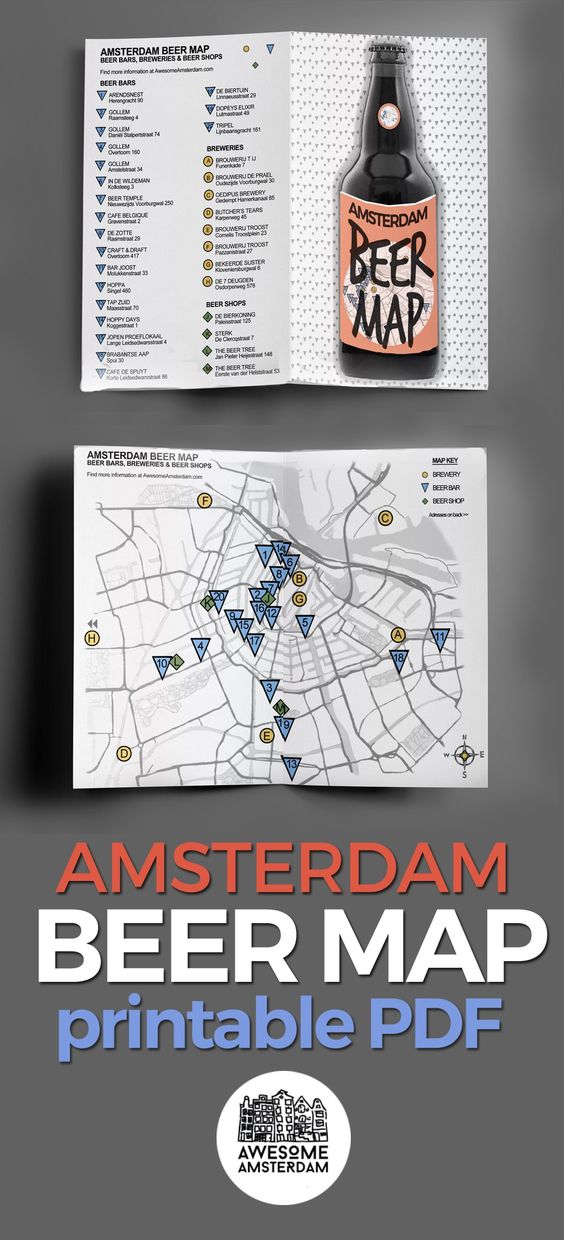 AMSTERDAM BEER MAP
BEER BARS, BREWERIES & BEER SHOPS
Find more information at AwesomeAmsterdam.com
BEER BARS
1 ARENDSNEST
Herengracht 90
2 GOLLEM
Raamsteeg 4
3 GOLLEM
Daniël Stalpertstraat 74
4 GOLLEM
Overtoom 160
5 GOLLEM
Amstelstraat 34
6 IN DE WILDEMAN
Kolksteeg 3
7 BEER TEMPLE
Nieuwezijds Voorburgwal 250
8 CAFE BELGIQUE
Gravenstraat 2
9 DE ZOTTE
Raamstraat 29
10 CRAFT & DRAFT
Overtoom 417
11 BAR JOOST
Molukkenstraat 33
12 HOPPA
Singel 460
13 TAP ZUID
Maasstraat 70
14 HOPPY DAYS
Koggestraat 1
15 JOPEN PROEFLOKAAL
Lange Leidsedwarsstraat 4
16 BRABANTSE AAP
Spui 30
17 CAFE DE SPUYT
Korte Leidsedwarsstraat 86
18 DE BIERTUIN
Linnaeusstraat 29
19 DOPEYS ELIXIR
Lutmastraat 49
20 TRIPEL
Lijnbaansgracht 161
BREWERIES
A BROUWERIJ T IJ
Funenkade 7
B BROUWERIJ DE PRAEL
Oudezijds Voorburgwal 30
C OEDIPUS BREWERY
Gedempt Hamerkanaal 85
D BUTCHER'S TEARS
Karperweg 45
E BROUWERIJ TROOST
Cornelis Troostplein 23
F BROUWERIJ TROOST
Pazzanistraat 27
G BEKEERDE SUSTER
Kloveniersburgwal 6
H DE 7 DEUGDEN
Osdorperweg 578
BEER SHOPS
J DE BIERKONING
Paleisstraat 125
K STERK
De Clercqstraat 7
L THE BEER TREE
Jan Pieter Heijestraat 148
M THE BEER TREE
Eerste van der Helststraat 53
AMSTERDAM
BEER
MAP
AMSTERDAM BEER MAP
BEER BARS, BREWERIES & BEER SHOPS
Find more information at AwesomeAmsterdam.com
MAP KEY
BREWERY
BEER BAR
BEER SHOP
Adresses on back >>
F
C
1
14
6
8
B
7
20
K
2
J
G
16
9
12
15
5
H
A
11
17
4
10
L
18
3
M
19
E
D
13
N
W
E
S
AMSTERDAM
BEER MAP
printable PDF
AWESOME
AMSTERDAM